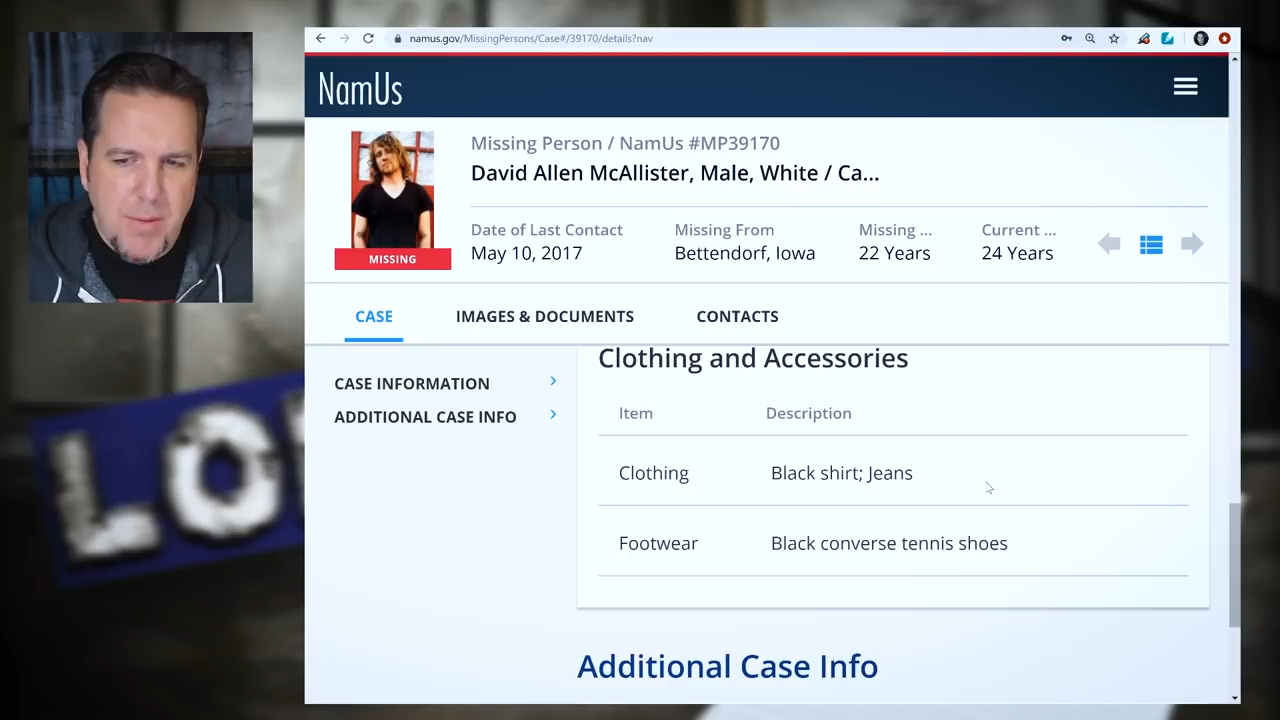 namus.gov/MissingPersons/Case#/39170/details?nav
NamUs
Missing Person / NamUs #MP39170
David Allen McAllister, Male, White / Ca...
Date of Last Contact
May 10, 2017
Missing From
Bettendorf, Iowa
Missing ...
22 Years
Current ...
24 Years
MISSING
CASE
IMAGES & DOCUMENTS
CONTACTS
CASE INFORMATION
ADDITIONAL CASE INFO
Clothing and Accessories
Item
Description
Clothing
Black shirt; Jeans
Footwear
Black converse tennis shoes
Additional Case Info